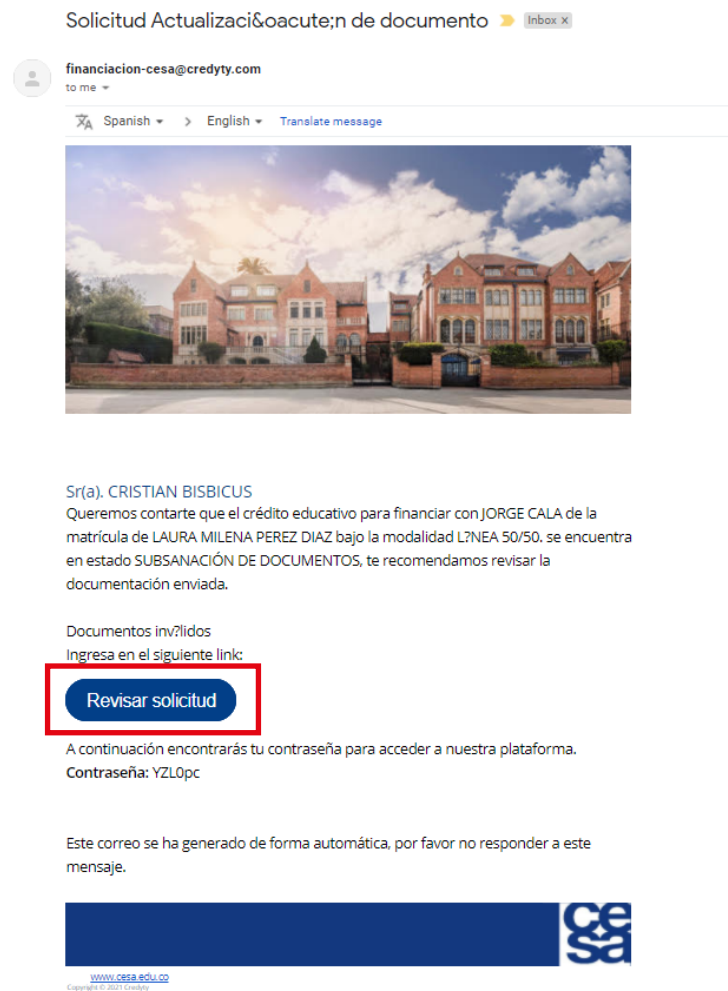 Solicitud Actualizaci&oacute;n de documento
Inbox x
financiacion-cesa@credyty.com
to me
Spanish > English Translate message
Sr(a). CRISTIAN BISBICUS
Queremos contarte que el crédito educativo para financiar con JORGE CALA de la
matrícula de LAURA MILENA PEREZ DIAZ bajo la modalidad L?NEA 50/50. se encuentra
en estado SUBSANACIÓN DE DOCUMENTOS, te recomendamos revisar la
documentación enviada.
Documentos inv?lidos
Ingresa en el siguiente link:
Revisar solicitud
A continuación encontrarás tu contraseña para acceder a nuestra plataforma.
Contraseña: YZL0pc
Este correo se ha generado de forma automática, por favor no responder a este
mensaje.
ce
sa
www.cesa.edu.co
Copyright © 2021 Credyty